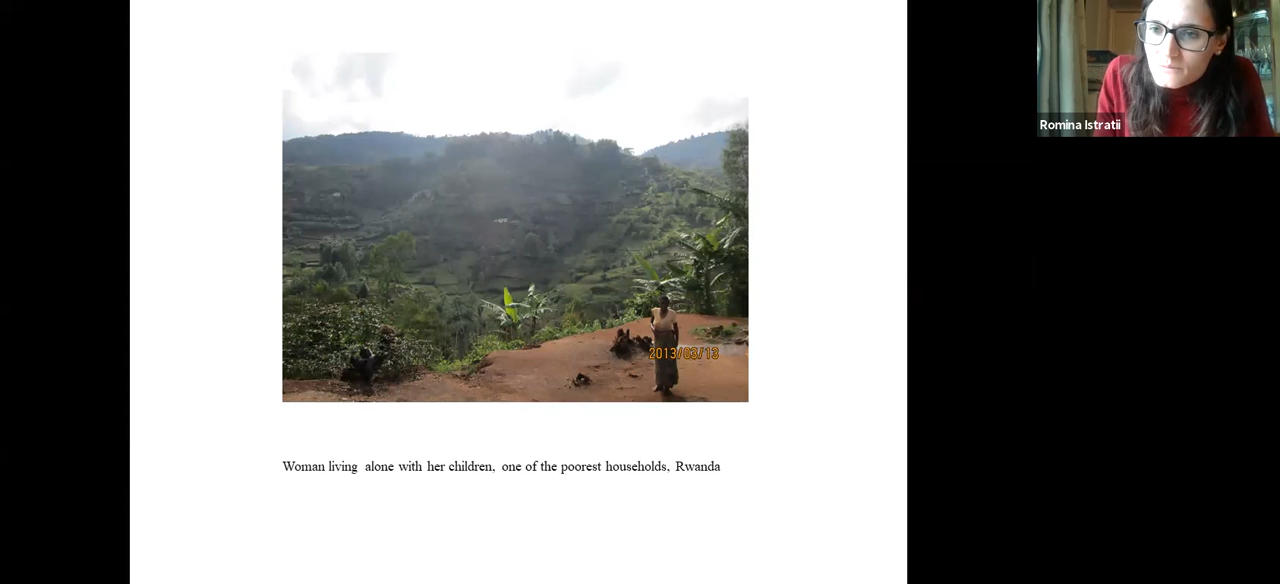 Romina Istratii
2013/03/13
Woman living alone with her children, one of the poorest households, Rwanda